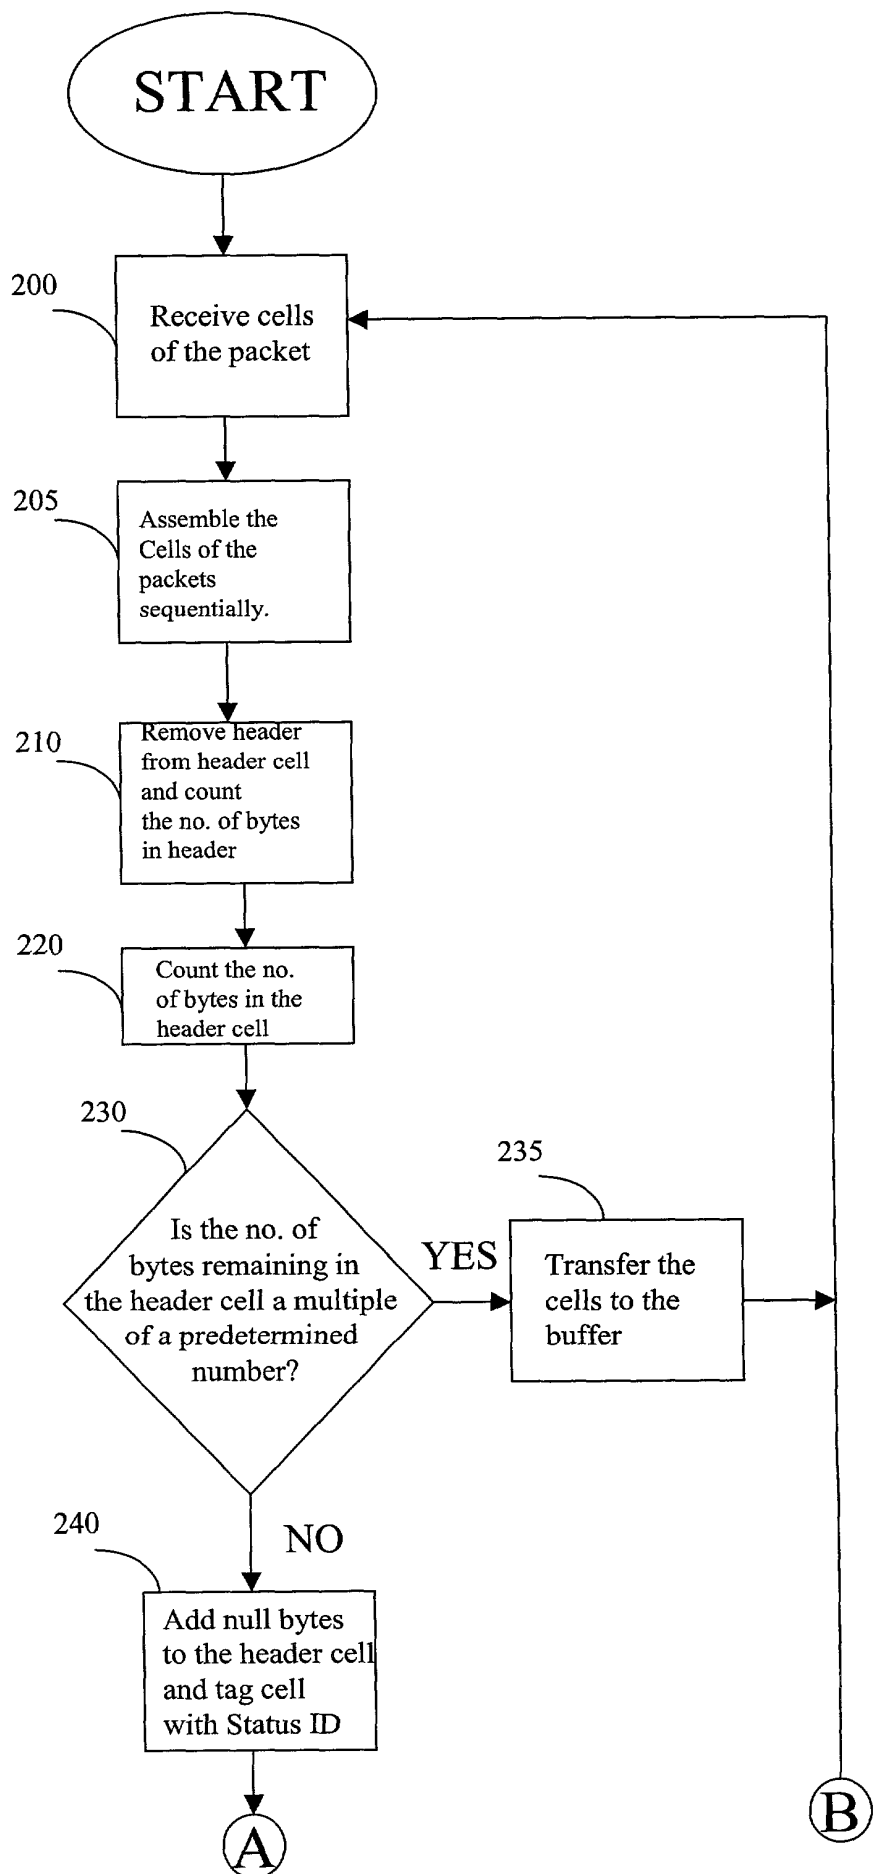 START
200
Receive cells
of the packet
205
Assemble the
Cells of the
packets
sequentially.
210
Remove header
from header cell
and count
the no. of bytes
in header
220
Count the no.
of bytes in the
header cell
230
Is the no. of
bytes remaining in
the header cell a multiple
of a predetermined
number?
YES
235
Transfer the
cells to the
buffer
NO
240
Add null bytes
to the header cell
and tag cell
with Status ID
A
B